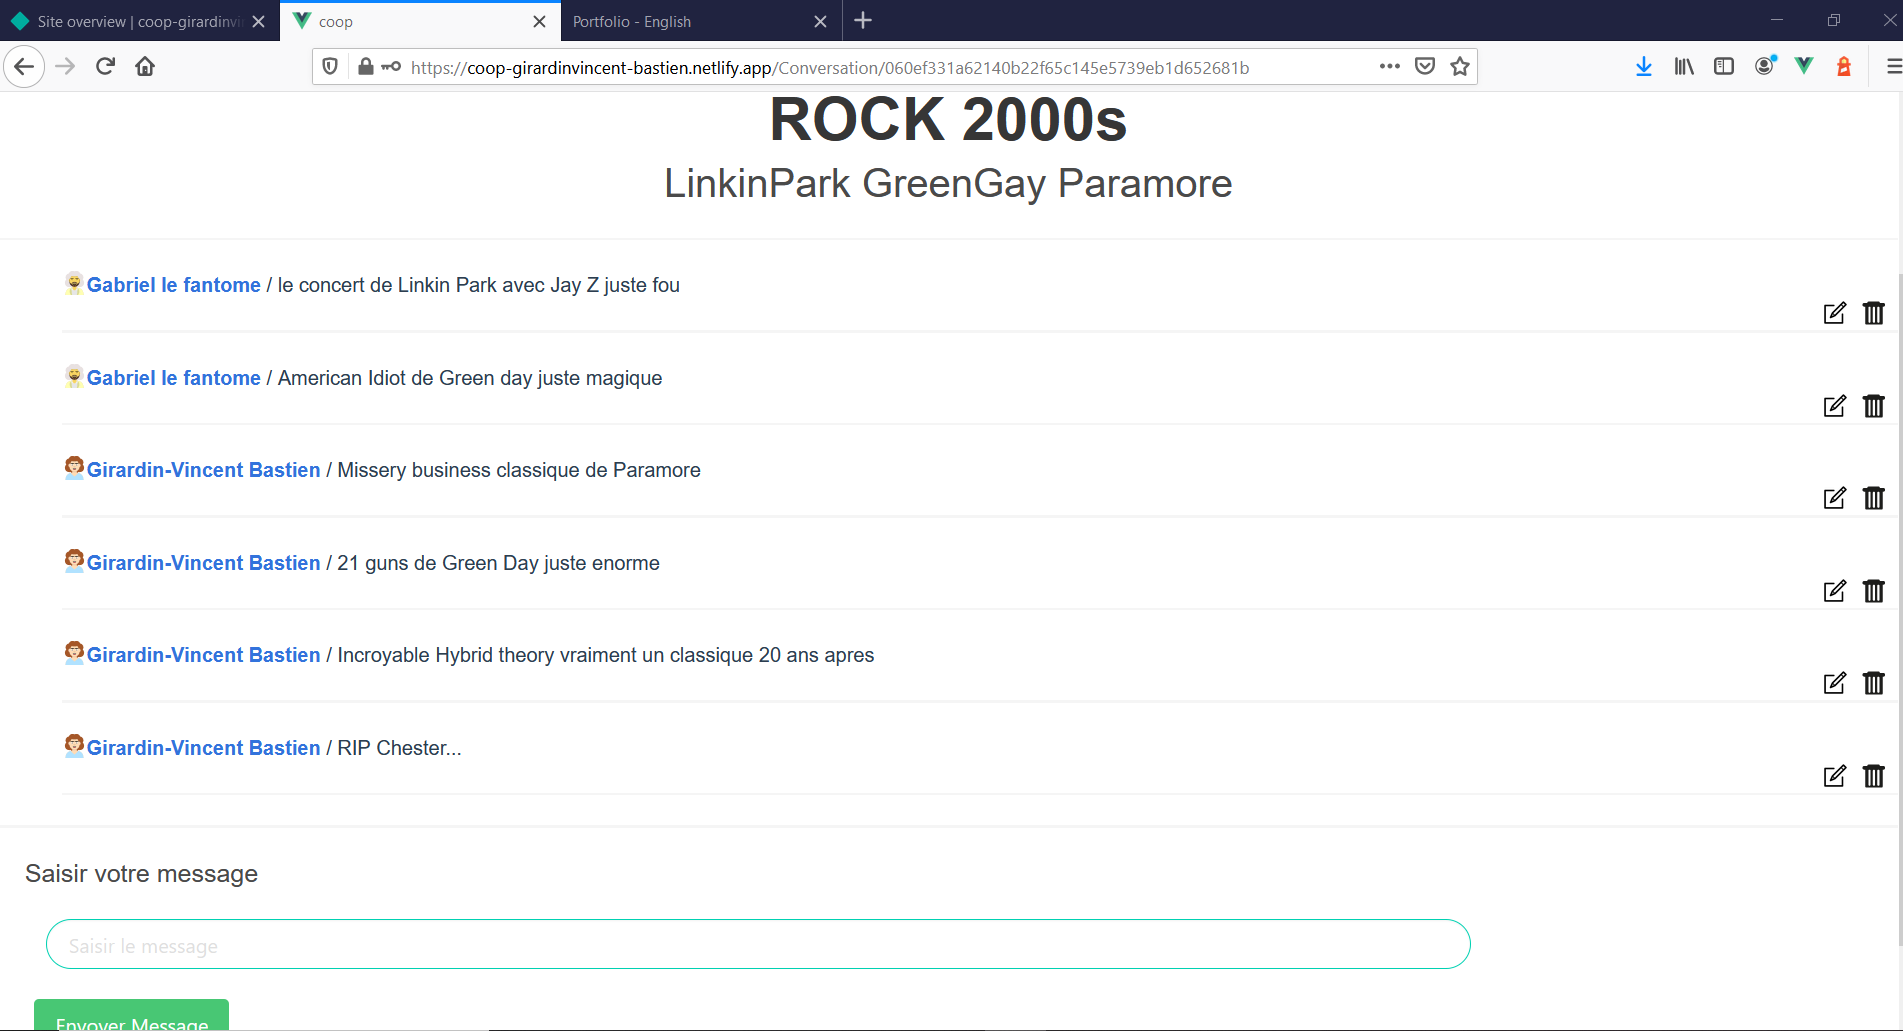 Site overview | coop-girardinvi
coop
Portfolio - English
https://coop-girardinvincent-bastien.netlify.app/Conversation/060ef331a62140b22f65c145e5739eb1d652681b
ROCK 2000s
LinkinPark GreenGay Paramore
Gabriel le fantome / le concert de Linkin Park avec Jay Z juste fou
Gabriel le fantome / American Idiot de Green day juste magique
Girardin-Vincent Bastien / Missery business classique de Paramore
Girardin-Vincent Bastien / 21 guns de Green Day juste enorme
Girardin-Vincent Bastien / Incroyable Hybrid theory vraiment un classique 20 ans apres
Girardin-Vincent Bastien / RIP Chester...
Saisir votre message
Saisir le message
Envoyer Message